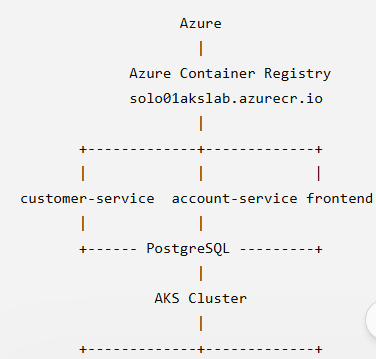 Azure
|
Azure Container Registry
solo01akslab.azurecr.io
|
+-------------+-------------+
| | |
customer-service account-service frontend
| |
+------ PostgreSQL ---------+
|
AKS Cluster
|
+-------------+-------------+